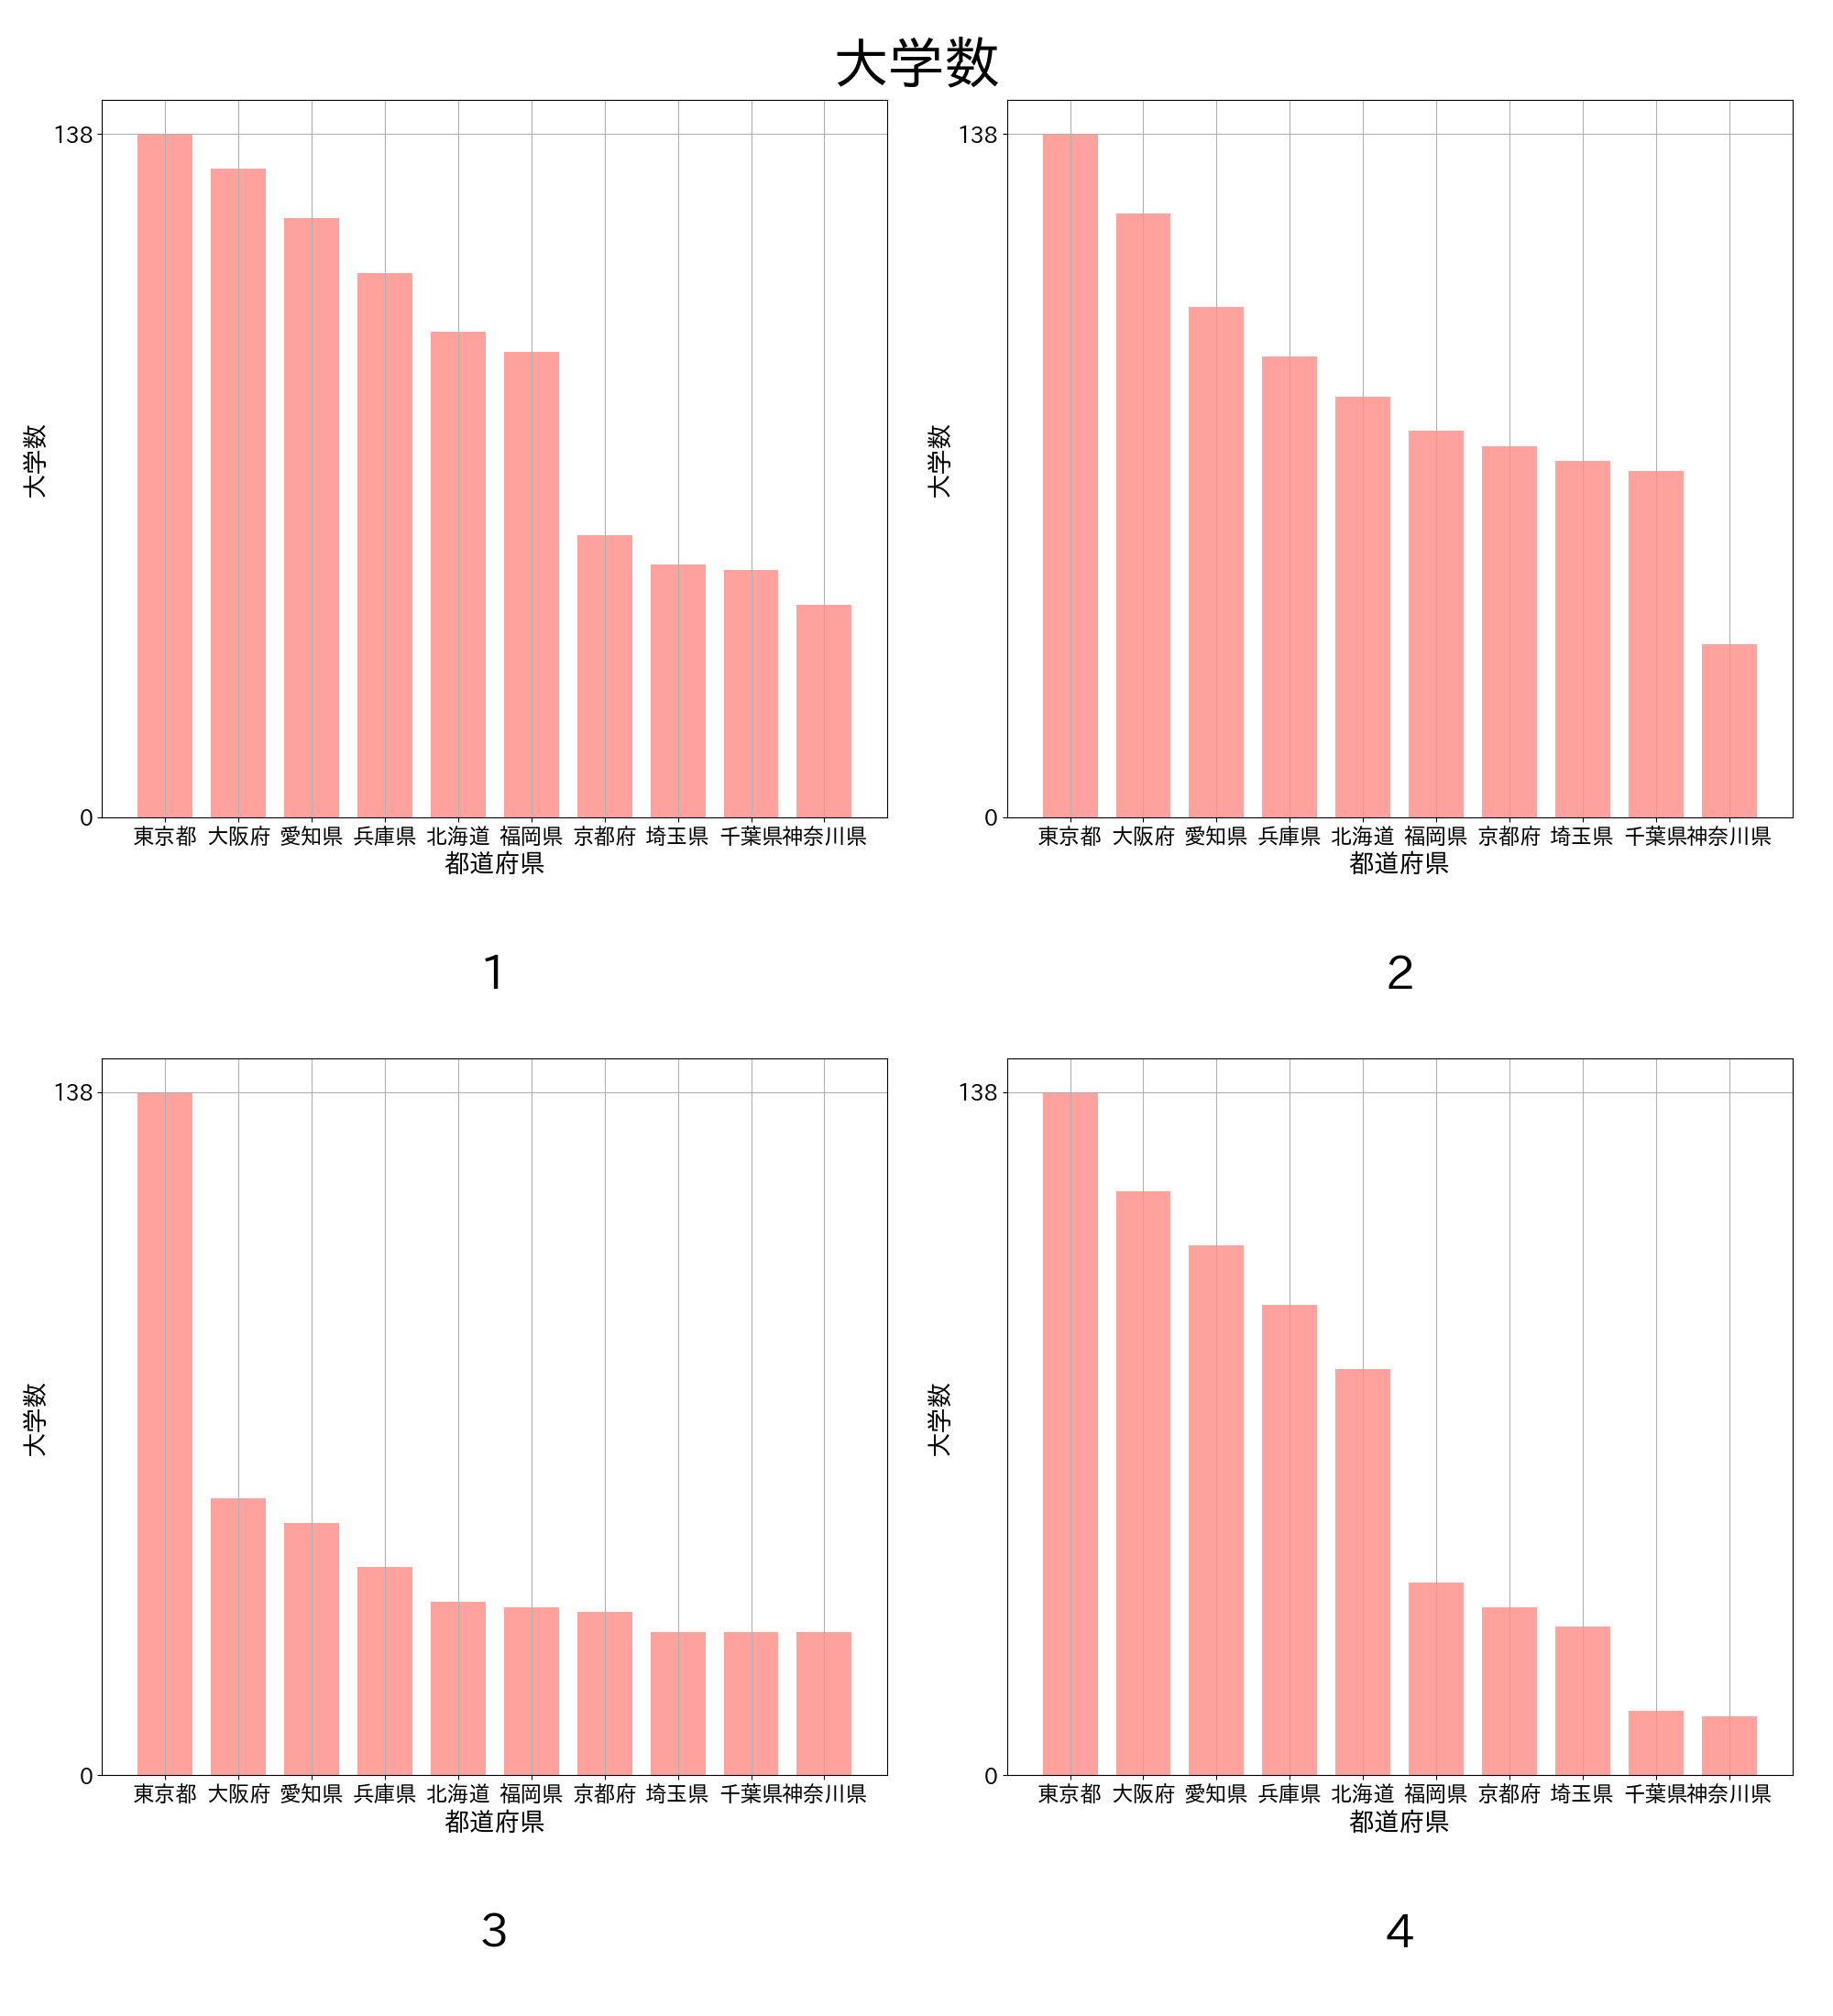 大学数
138
大学数
0
東京都 大阪府 愛知県 兵庫県 北海道 福岡県 京都府 埼玉県 千葉県 神奈川県
都道府県
1
138
大学数
0
東京都 大阪府 愛知県 兵庫県 北海道 福岡県 京都府 埼玉県 千葉県 神奈川県
都道府県
2
138
大学数
0
東京都 大阪府 愛知県 兵庫県 北海道 福岡県 京都府 埼玉県 千葉県 神奈川県
都道府県
3
138
大学数
0
東京都 大阪府 愛知県 兵庫県 北海道 福岡県 京都府 埼玉県 千葉県 神奈川県
都道府県
4